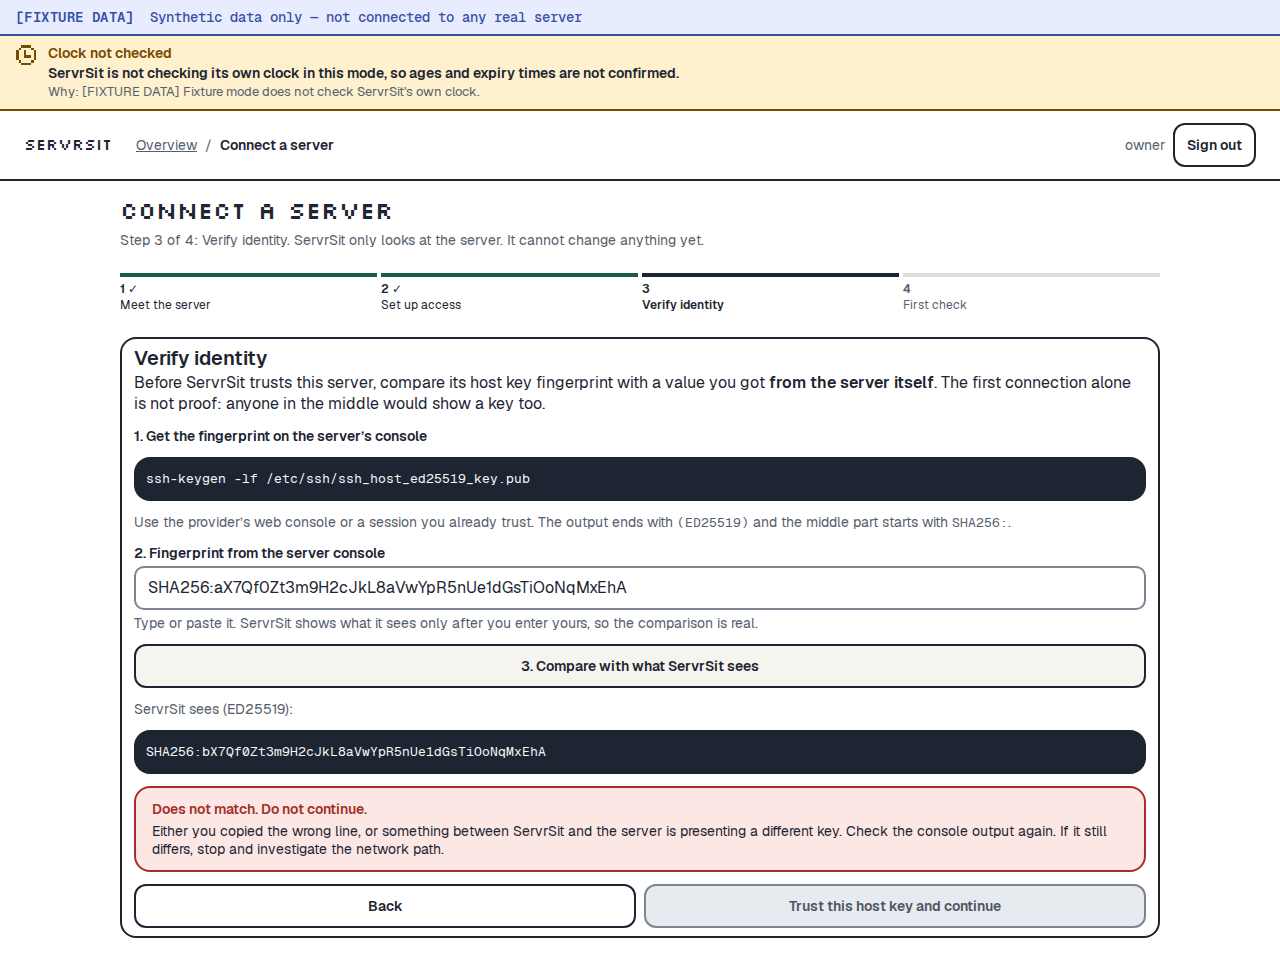 [FIXTURE DATA] Synthetic data only — not connected to any real server
Clock not checked
ServrSit is not checking its own clock in this mode, so ages and expiry times are not confirmed.
Why: [FIXTURE DATA] Fixture mode does not check ServrSit's own clock.
SERVRSIT
Overview / Connect a server
owner
Sign out
CONNECT A SERVER
Step 3 of 4: Verify identity. ServrSit only looks at the server. It cannot change anything yet.
1 ✓
Meet the server
2 ✓
Set up access
3
Verify identity
4
First check
Verify identity
Before ServrSit trusts this server, compare its host key fingerprint with a value you got from the server itself. The first connection alone
is not proof: anyone in the middle would show a key too.
1. Get the fingerprint on the server's console
ssh-keygen -lf /etc/ssh/ssh_host_ed25519_key.pub
Use the provider's web console or a session you already trust. The output ends with (ED25519) and the middle part starts with SHA256:.
2. Fingerprint from the server console
SHA256:aX7Qf0Zt3m9H2cJkL8aVwYpR5nUe1dGsTiOoNqMxEhA
Type or paste it. ServrSit shows what it sees only after you enter yours, so the comparison is real.
3. Compare with what ServrSit sees
ServrSit sees (ED25519):
SHA256:bX7Qf0Zt3m9H2cJkL8aVwYpR5nUe1dGsTiOoNqMxEhA
Does not match. Do not continue.
Either you copied the wrong line, or something between ServrSit and the server is presenting a different key. Check the console output again. If it still
differs, stop and investigate the network path.
Back
Trust this host key and continue